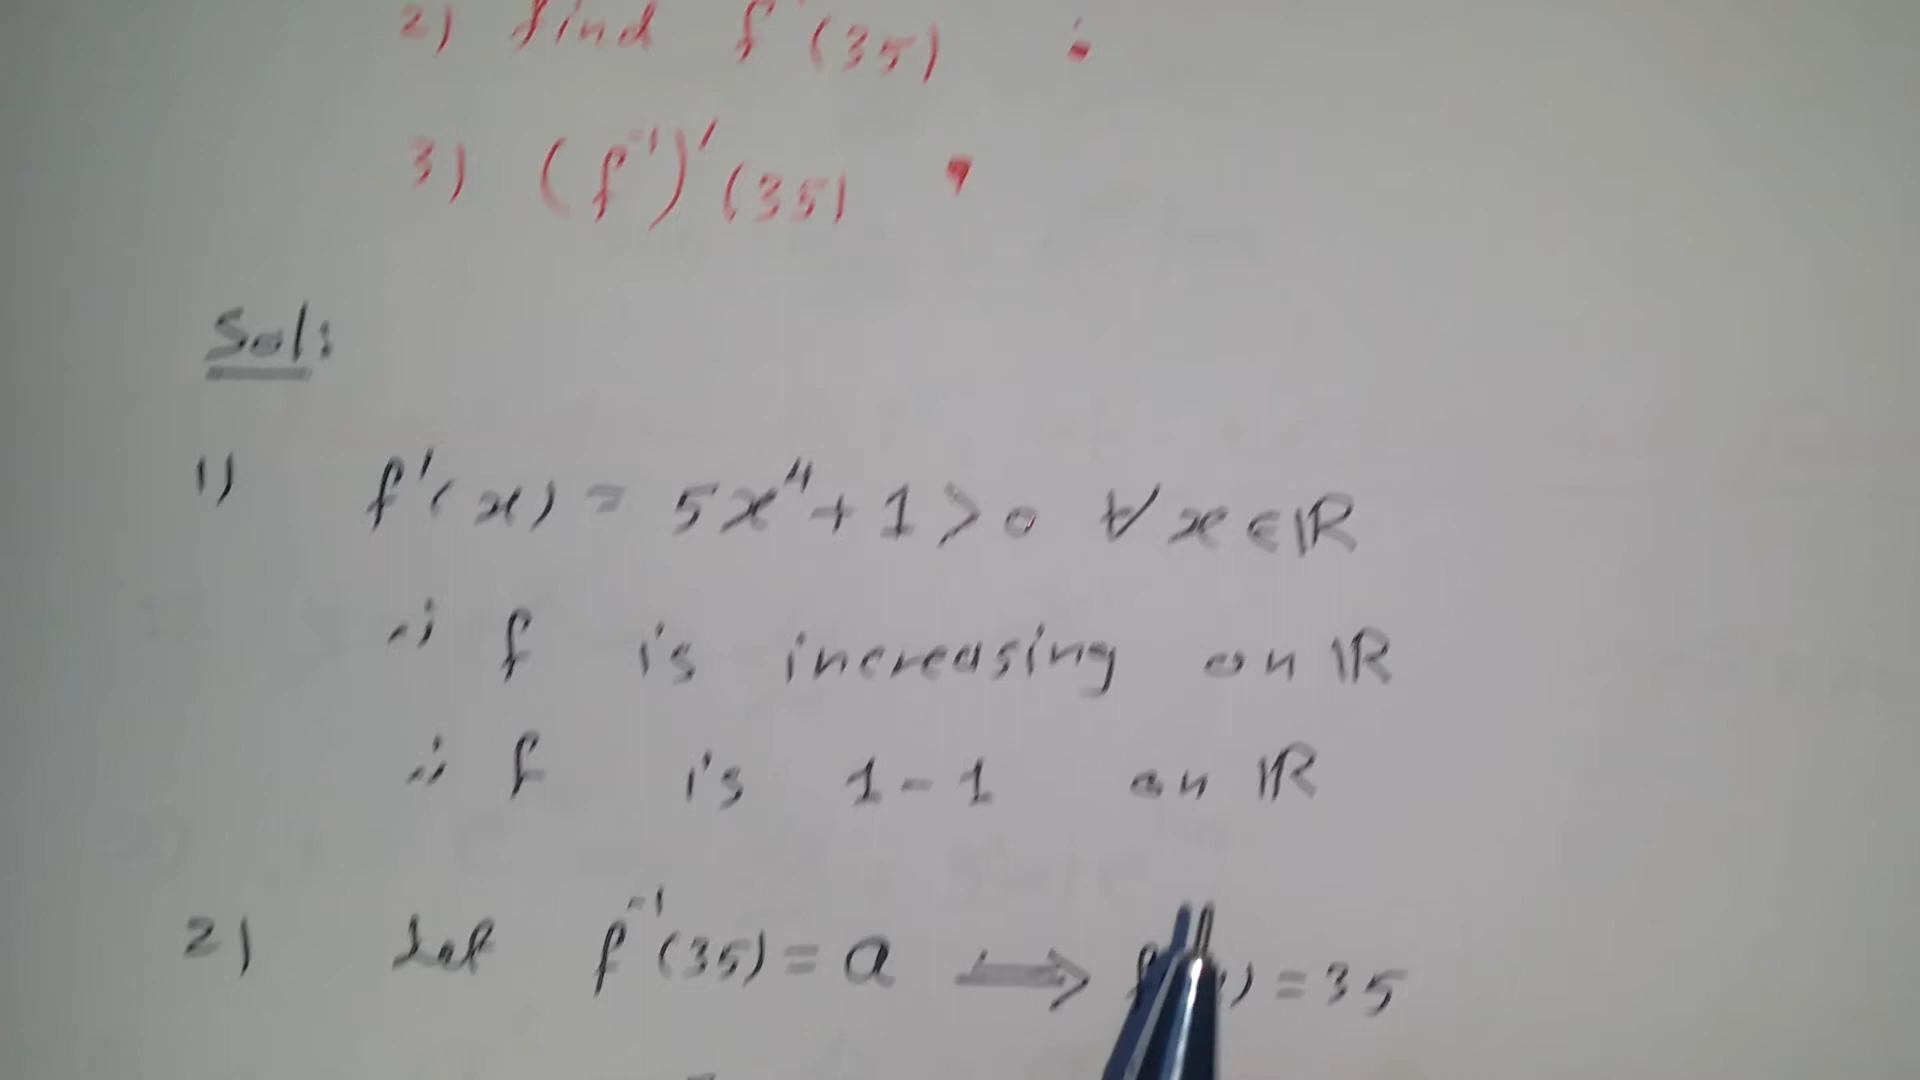 2) find f⁻¹(35) ;
3) (f⁻¹)'(35) .
Sol:
1) f'(x) = 5x⁴ + 1 > 0 ∀ x ∈ ℝ
∴ f is increasing on ℝ
∴ f is 1-1 on ℝ
2) Let f⁻¹(35) = a ⟹ f ) = 35